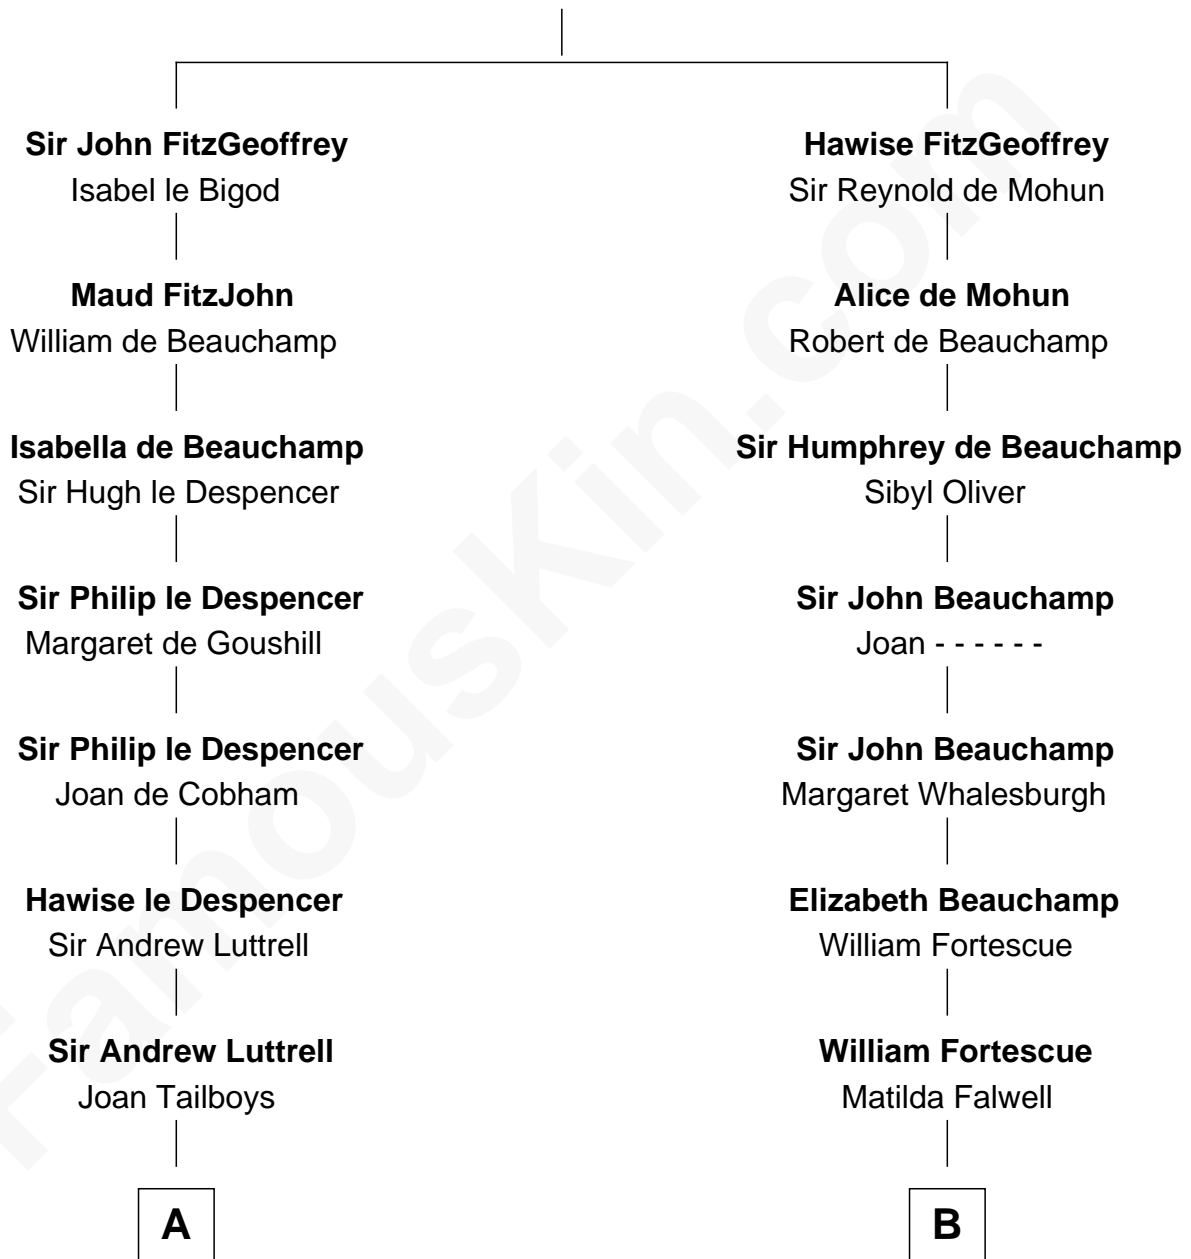 Sir John FitzGeoffrey
Isabel le Bigod
Hawise FitzGeoffrey
Sir Reynold de Mohun
Maud FitzJohn
William de Beauchamp
Alice de Mohun
Robert de Beauchamp
Isabella de Beauchamp
Sir Hugh le Despencer
Sir Humphrey de Beauchamp
Sibyl Oliver
Sir Philip le Despencer
Margaret de Goushill
Sir John Beauchamp
Joan - - - - - -
Sir Philip le Despencer
Joan de Cobham
Sir John Beauchamp
Margaret Whalesburgh
Hawise le Despencer
Sir Andrew Luttrell
Elizabeth Beauchamp
William Fortescue
Sir Andrew Luttrell
Joan Tailboys
William Fortescue
Matilda Falwell
A
B
FamousKin.com